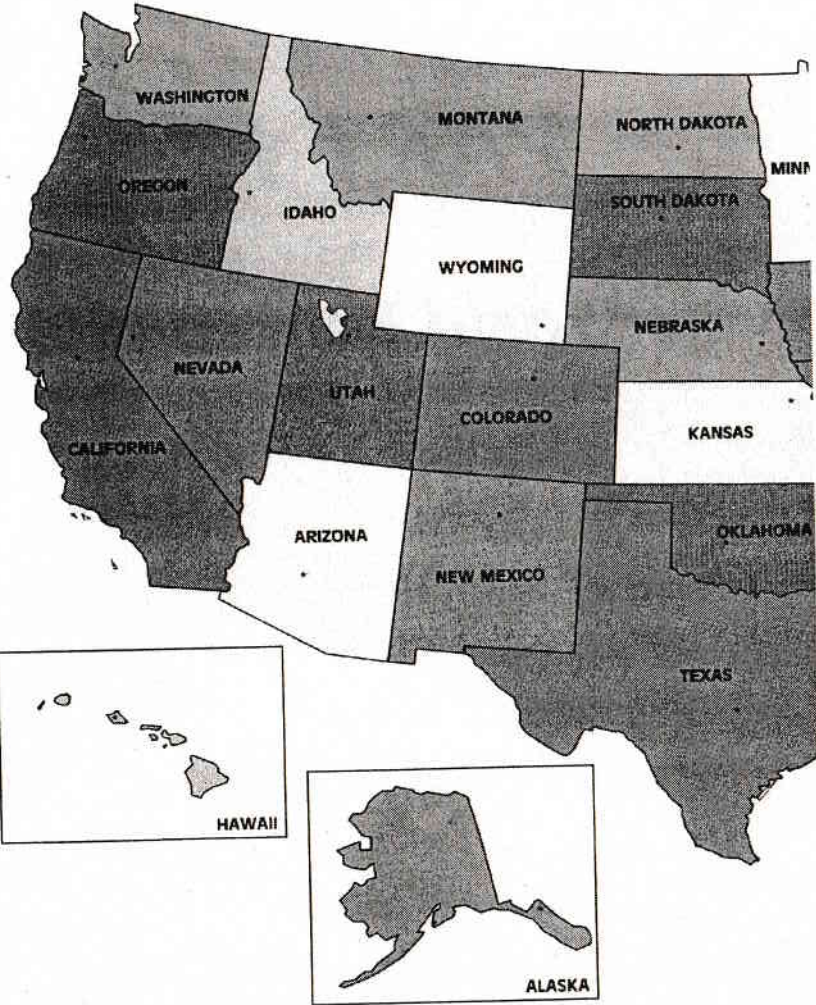 WASHINGTON
MONTANA
NORTH DAKOTA
MINN
OREGON
SOUTH DAKOTA
IDAHO
WYOMING
NEBRASKA
NEVADA
UTAH
COLORADO
KANSAS
CALIFORNIA
ARIZONA
OKLAHOMA
NEW MEXICO
TEXAS
HAWAII
ALASKA